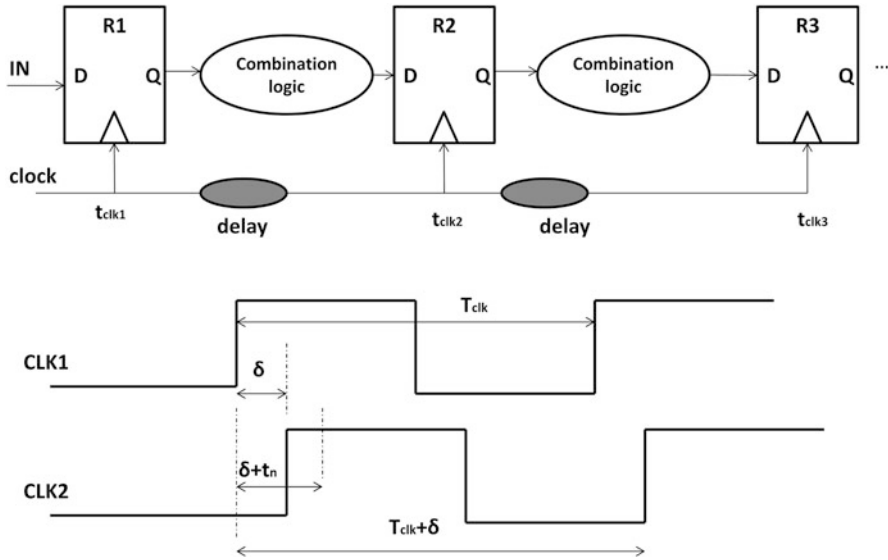 R1
R2
R3
IN
D
Q
Combination
logic
D
Q
Combination
logic
D
Q
...
clock
tclk1
delay
tclk2
delay
tclk3
Tclk
CLK1
δ
δ+tn
CLK2
Tclk+δ